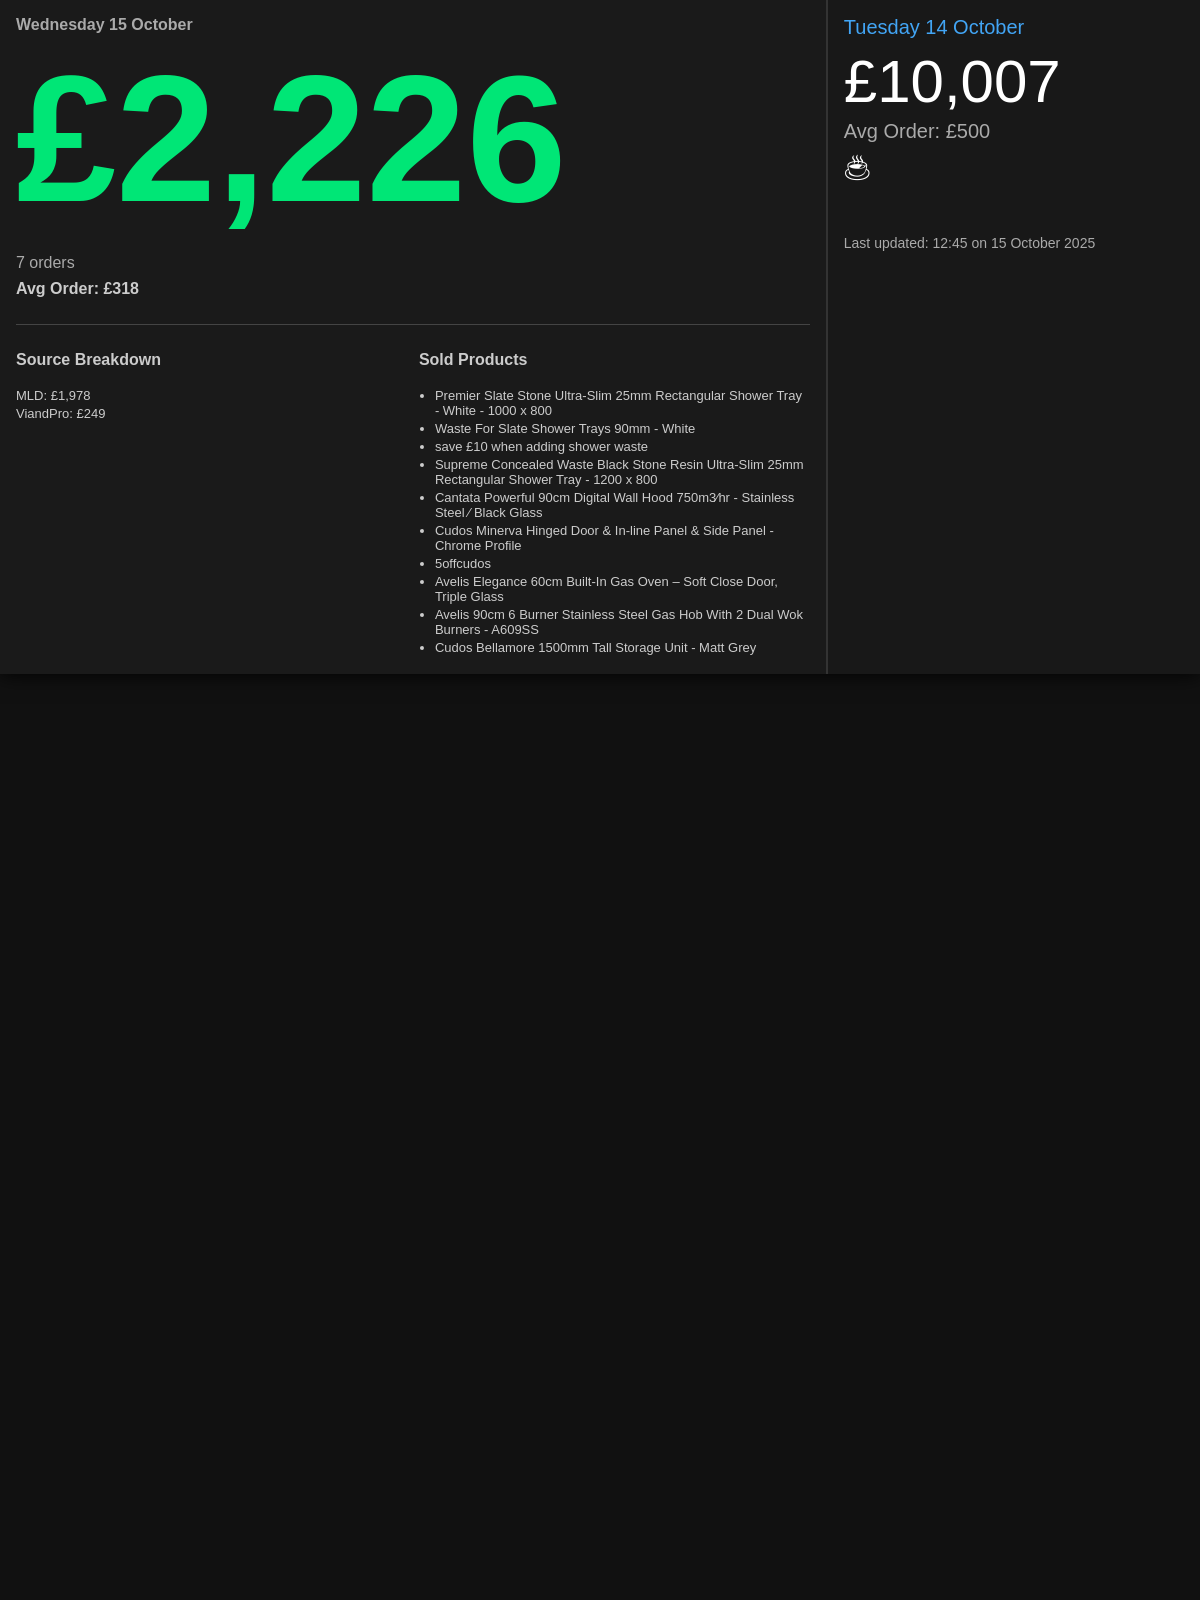 Wednesday 15 October
£2,226
7 orders
Avg Order: £318
Source Breakdown
MLD: £1,978
ViandPro: £249
Sold Products
• Premier Slate Stone Ultra-Slim 25mm Rectangular Shower Tray
- White - 1000 x 800
• Waste For Slate Shower Trays 90mm - White
• save £10 when adding shower waste
• Supreme Concealed Waste Black Stone Resin Ultra-Slim 25mm
Rectangular Shower Tray - 1200 x 800
• Cantata Powerful 90cm Digital Wall Hood 750m3⁄hr - Stainless
Steel ⁄ Black Glass
• Cudos Minerva Hinged Door & In-line Panel & Side Panel -
Chrome Profile
• 5offcudos
• Avelis Elegance 60cm Built-In Gas Oven – Soft Close Door,
Triple Glass
• Avelis 90cm 6 Burner Stainless Steel Gas Hob With 2 Dual Wok
Burners - A609SS
• Cudos Bellamore 1500mm Tall Storage Unit - Matt Grey
Tuesday 14 October
£10,007
Avg Order: £500
Last updated: 12:45 on 15 October 2025